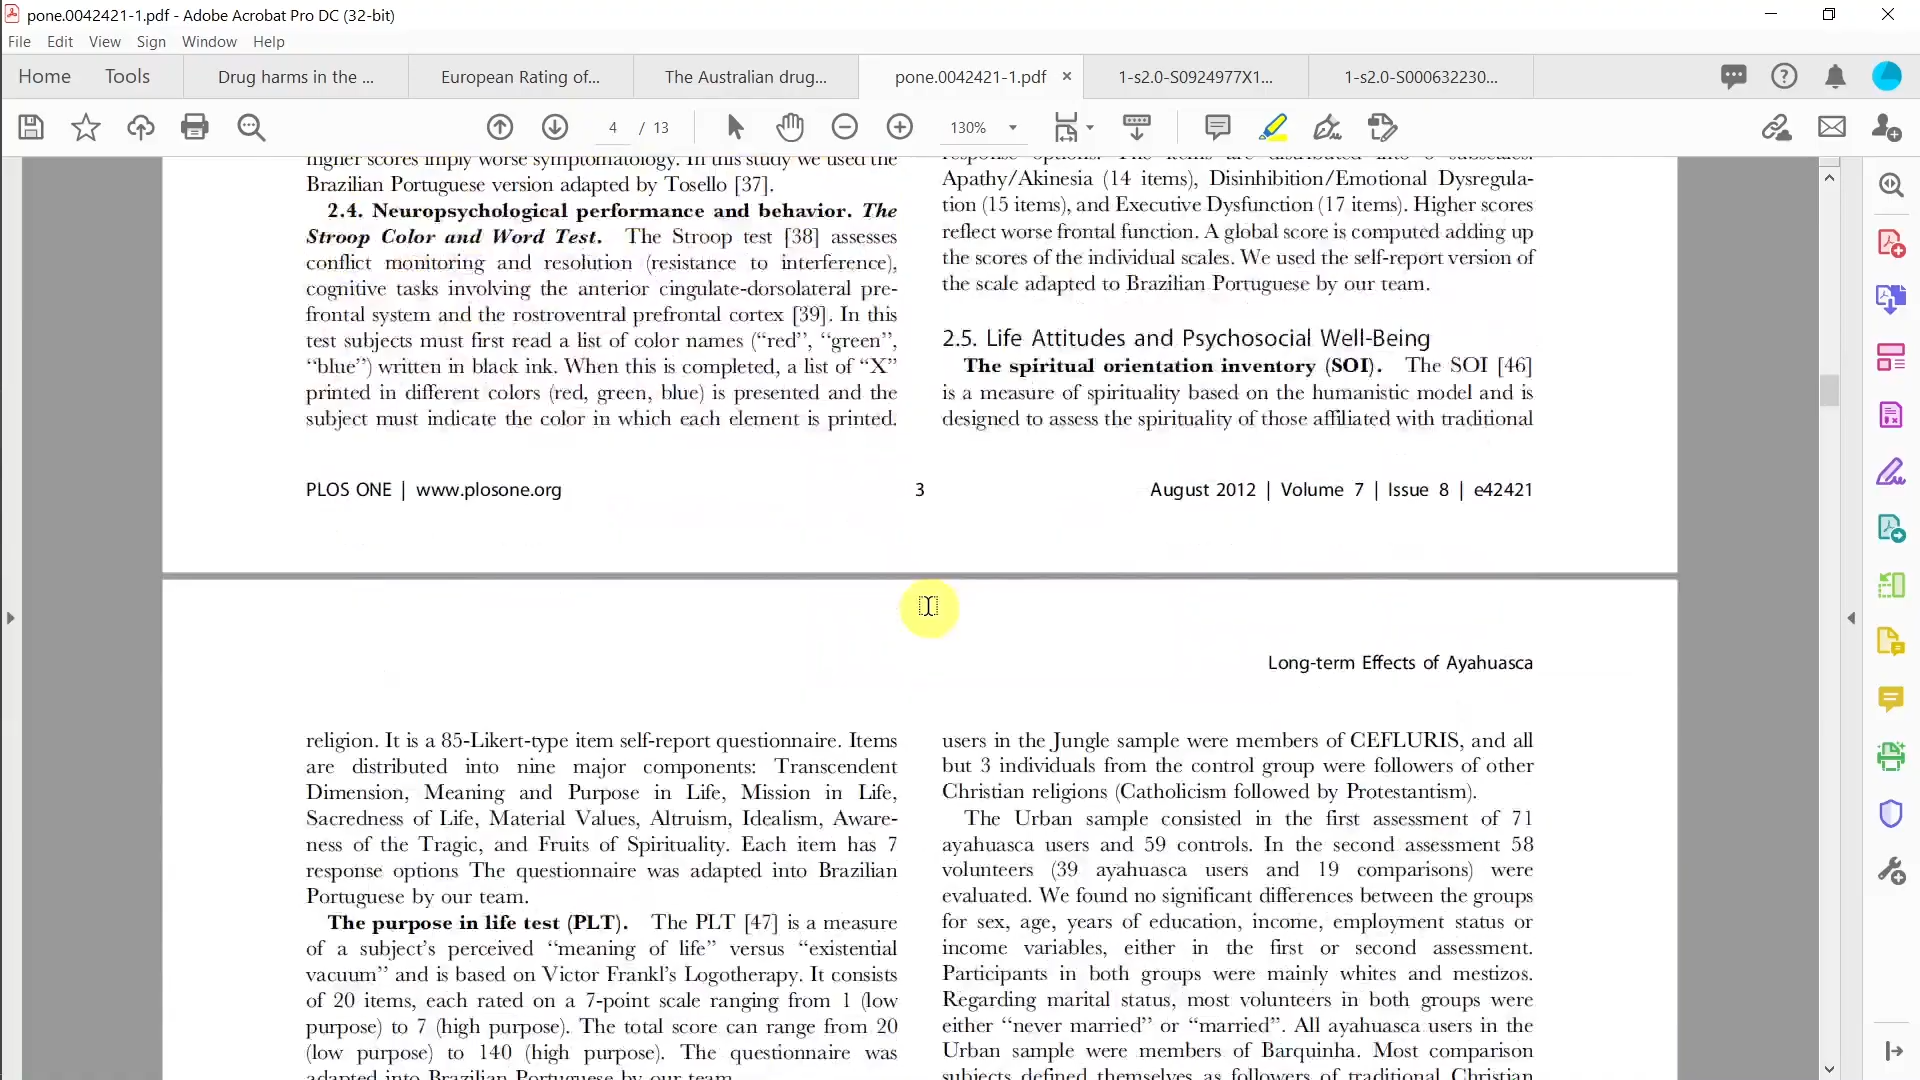 pone.0042421-1.pdf - Adobe Acrobat Pro DC (32-bit)
File Edit View Sign Window Help
Home Tools Drug harms in the ... European Rating of... The Australian drug... pone.0042421-1.pdf × 1-s2.0-S0924977X1... 1-s2.0-S000632230...
4 / 13 130%
higher scores imply worse symptomatology. In this study we used the
Brazilian Portuguese version adapted by Tosello [37].
2.4. Neuropsychological performance and behavior. The
Stroop Color and Word Test. The Stroop test [38] assesses
conflict monitoring and resolution (resistance to interference),
cognitive tasks involving the anterior cingulate-dorsolateral pre-
frontal system and the rostroventral prefrontal cortex [39]. In this
test subjects must first read a list of color names (‘‘red’’, ‘‘green’’,
‘‘blue’’) written in black ink. When this is completed, a list of “X”
printed in different colors (red, green, blue) is presented and the
subject must indicate the color in which each element is printed.
response options. The items are distributed into 3 subscales:
Apathy/Akinesia (14 items), Disinhibition/Emotional Dysregula-
tion (15 items), and Executive Dysfunction (17 items). Higher scores
reflect worse frontal function. A global score is computed adding up
the scores of the individual scales. We used the self-report version of
the scale adapted to Brazilian Portuguese by our team.
2.5. Life Attitudes and Psychosocial Well-Being
The spiritual orientation inventory (SOI). The SOI [46]
is a measure of spirituality based on the humanistic model and is
designed to assess the spirituality of those affiliated with traditional
PLOS ONE | www.plosone.org 3 August 2012 | Volume 7 | Issue 8 | e42421
Long-term Effects of Ayahuasca
religion. It is a 85-Likert-type item self-report questionnaire. Items
are distributed into nine major components: Transcendent
Dimension, Meaning and Purpose in Life, Mission in Life,
Sacredness of Life, Material Values, Altruism, Idealism, Aware-
ness of the Tragic, and Fruits of Spirituality. Each item has 7
response options The questionnaire was adapted into Brazilian
Portuguese by our team.
The purpose in life test (PLT). The PLT [47] is a measure
of a subject’s perceived ‘‘meaning of life’’ versus ‘‘existential
vacuum’’ and is based on Victor Frankl’s Logotherapy. It consists
of 20 items, each rated on a 7-point scale ranging from 1 (low
purpose) to 7 (high purpose). The total score can range from 20
(low purpose) to 140 (high purpose). The questionnaire was
adapted into Brazilian Portuguese by our team.
users in the Jungle sample were members of CEFLURIS, and all
but 3 individuals from the control group were followers of other
Christian religions (Catholicism followed by Protestantism).
The Urban sample consisted in the first assessment of 71
ayahuasca users and 59 controls. In the second assessment 58
volunteers (39 ayahuasca users and 19 comparisons) were
evaluated. We found no significant differences between the groups
for sex, age, years of education, income, employment status or
income variables, either in the first or second assessment.
Participants in both groups were mainly whites and mestizos.
Regarding marital status, most volunteers in both groups were
either ‘‘never married’’ or ‘‘married’’. All ayahuasca users in the
Urban sample were members of Barquinha. Most comparison
subjects defined themselves as followers of traditional Christian